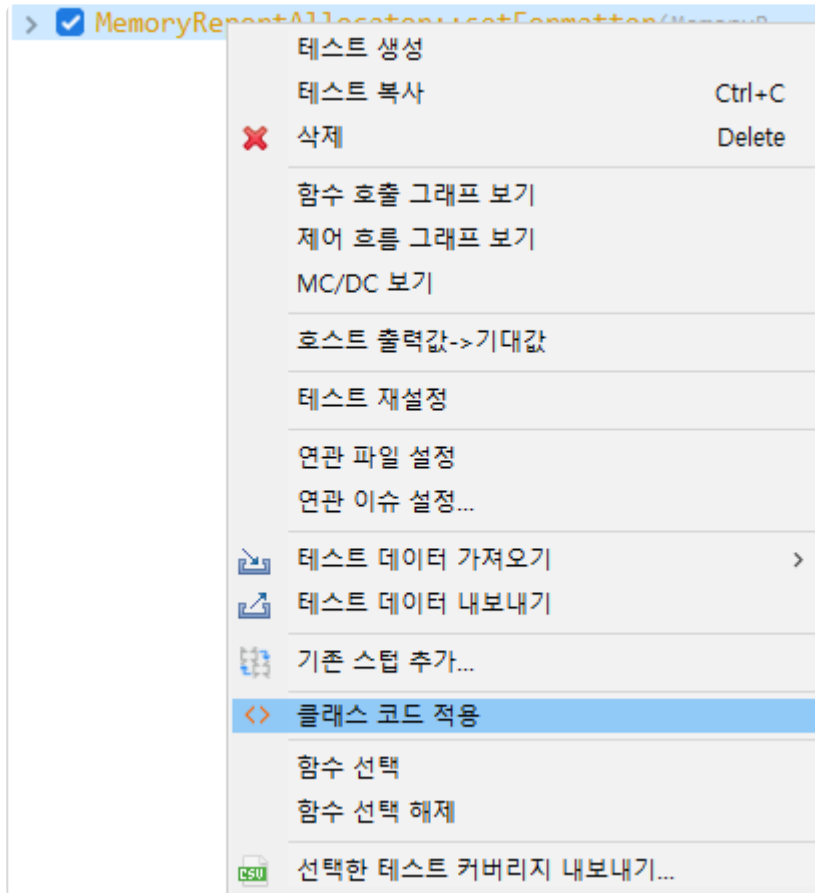 MemoryReportAllocator::setFormatter(MemoryR
테스트 생성
테스트 복사 Ctrl+C
삭제 Delete
함수 호출 그래프 보기
제어 흐름 그래프 보기
MC/DC 보기
호스트 출력값->기대값
테스트 재설정
연관 파일 설정
연관 이슈 설정...
테스트 데이터 가져오기
테스트 데이터 내보내기
기존 스텁 추가...
클래스 코드 적용
함수 선택
함수 선택 해제
CSU 선택한 테스트 커버리지 내보내기...